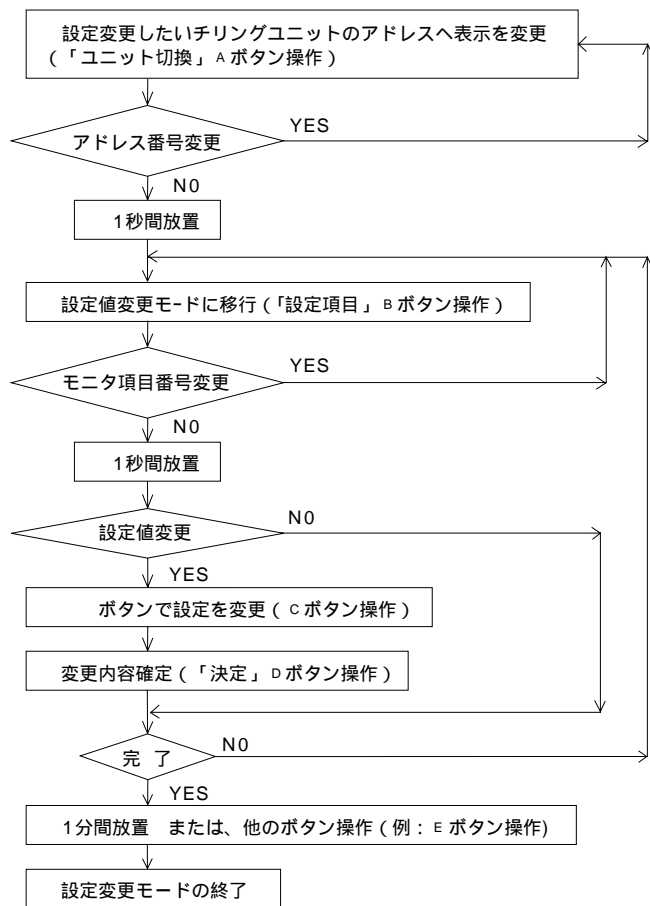 設定変更したいチリングユニットのアドレスへ表示を変更
(「ユニット切換」Aボタン操作)
アドレス番号変更
YES
N0
1秒間放置
設定値変更モードに移行(「設定項目」Bボタン操作)
モニタ項目番号変更
YES
N0
1秒間放置
設定値変更
N0
YES
ボタンで設定を変更(Cボタン操作)
変更内容確定(「決定」Dボタン操作)
完 了
N0
YES
1分間放置 または、他のボタン操作(例:Eボタン操作)
設定変更モードの終了